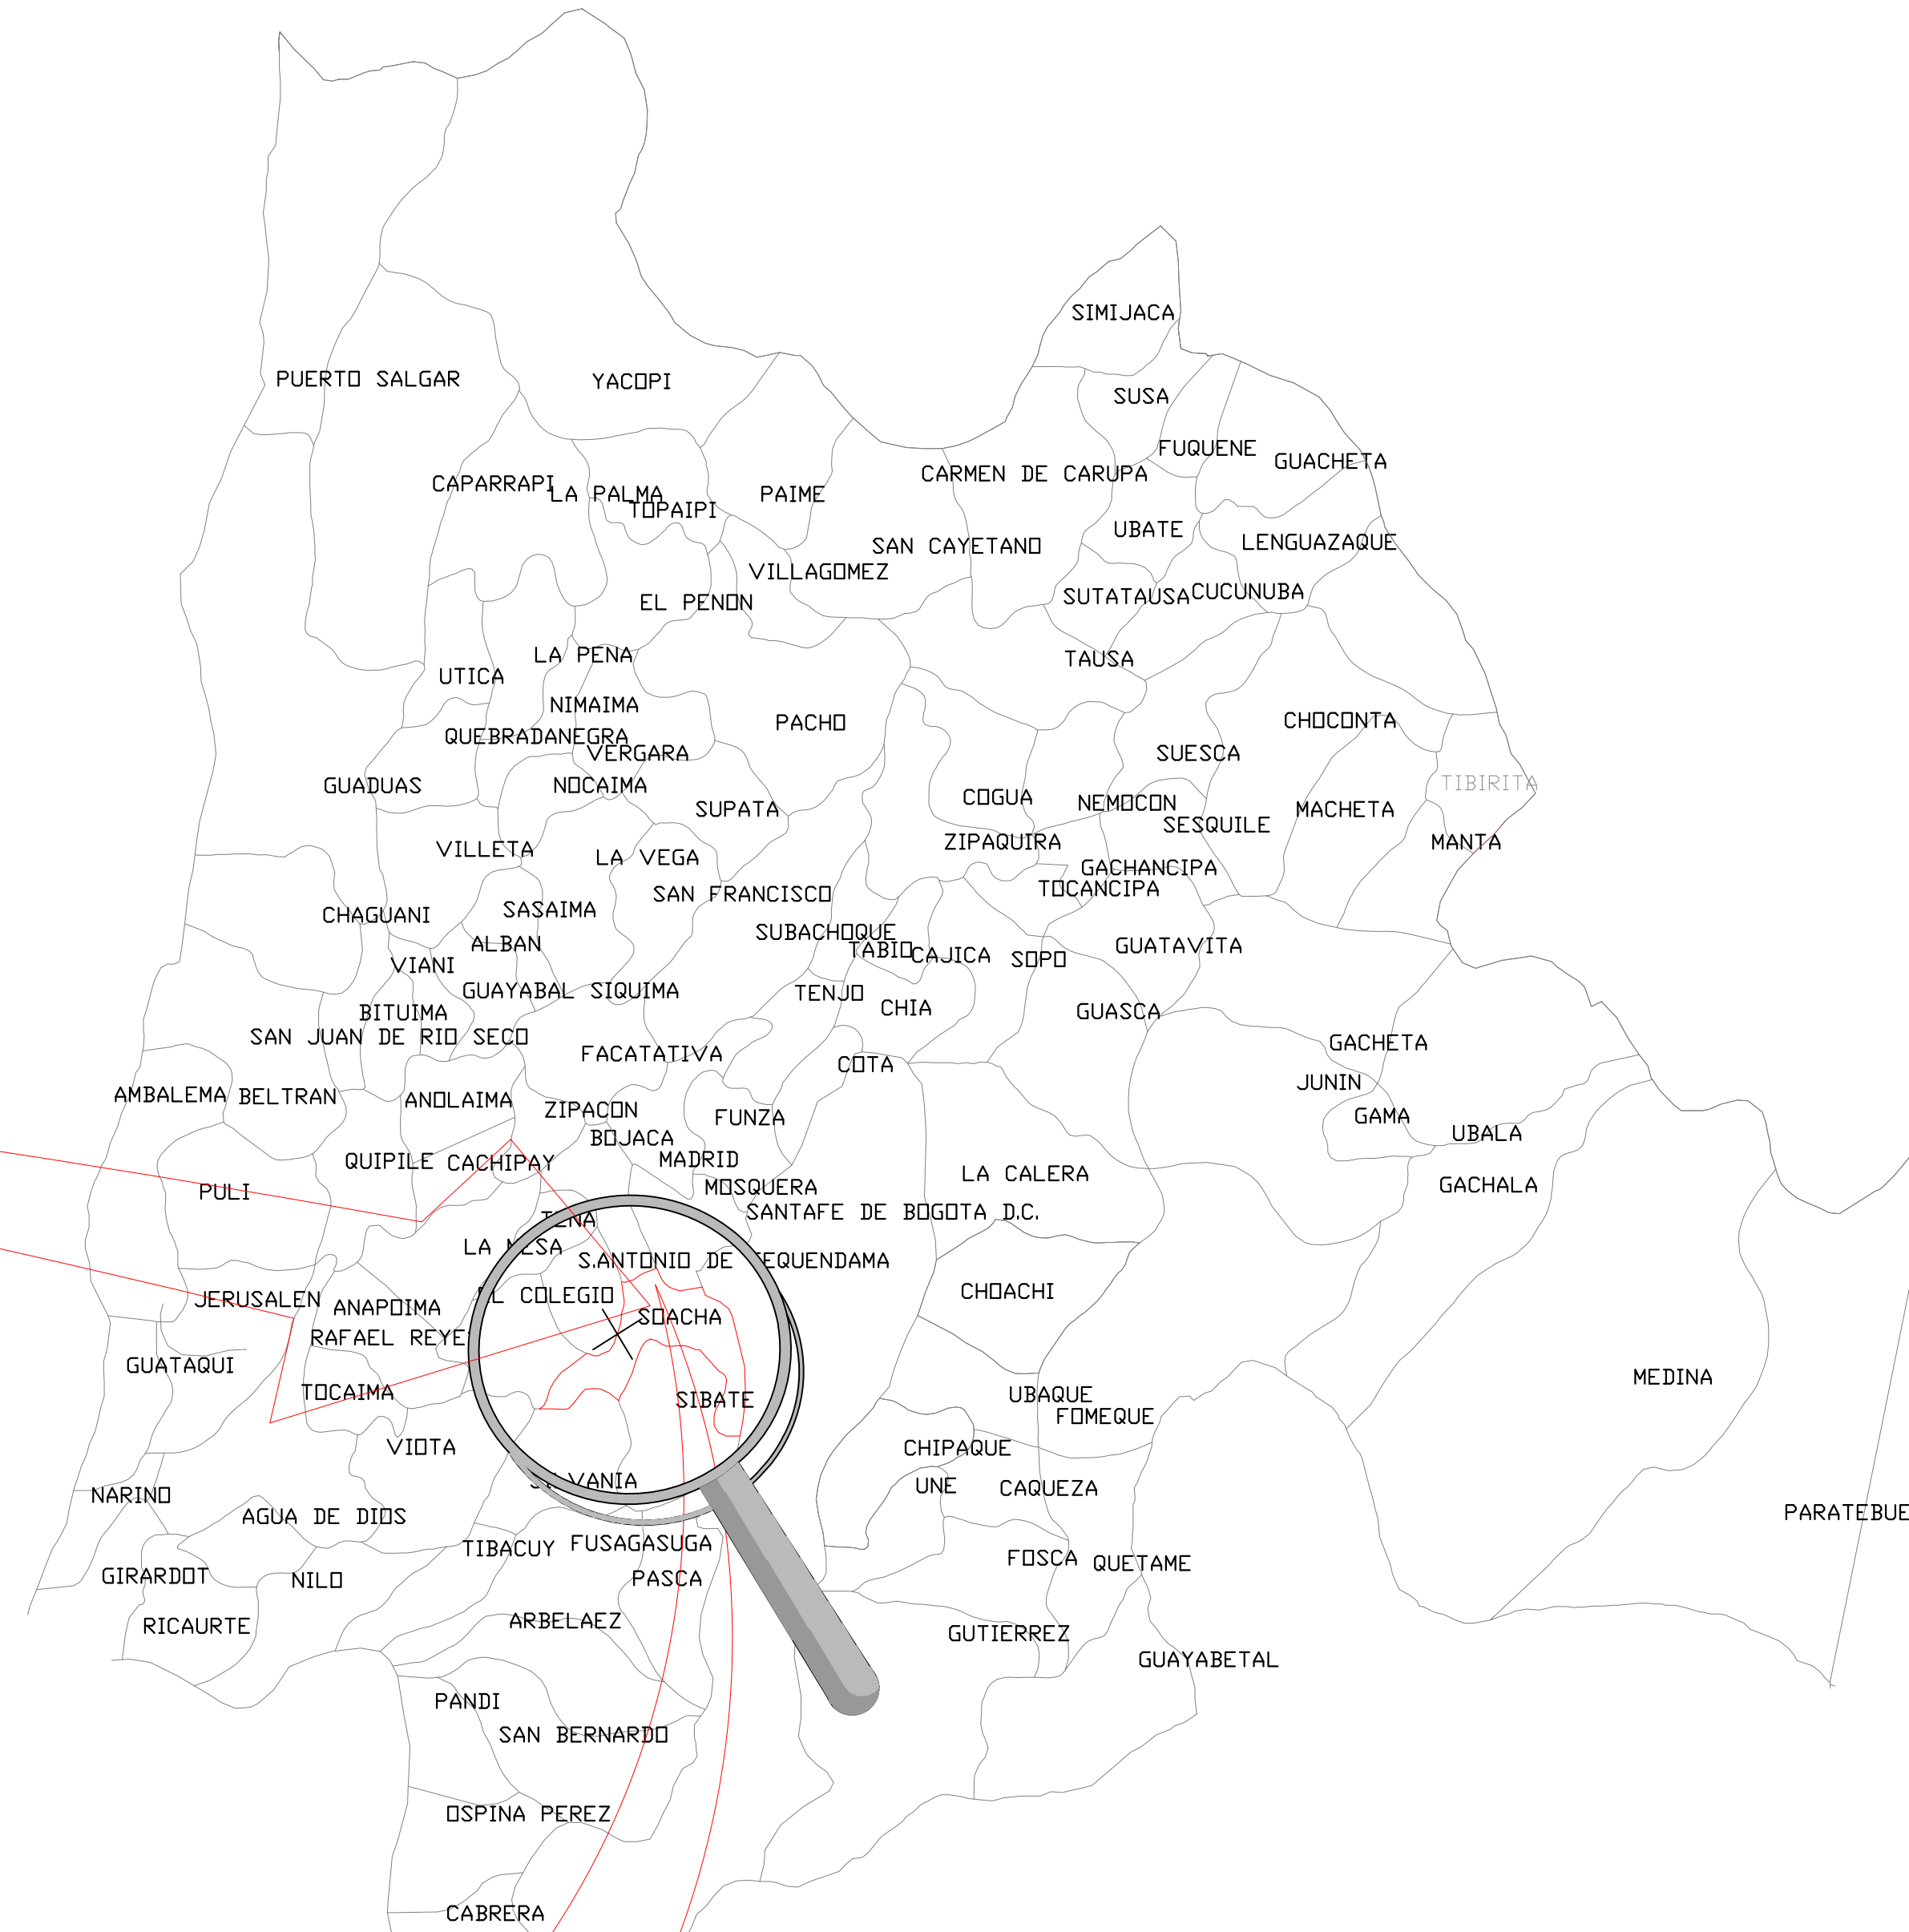 SIMIJACA
PUERTO SALGAR
YACOPI
SUSA
FUQUENE
GUACHETA
CARMEN DE CARUPA
CAPARRAPI
LA PALMA
PAIME
TOPAIPI
UBATE
LENGUAZAQUE
SAN CAYETANO
VILLAGOMEZ
CUCUNUBA
SUTATAUSA
EL PENON
LA PENA
TAUSA
UTICA
NIMAIMA
CHOCONTA
PACHO
QUEBRADANEGRA
VERGARA
SUESCA
TIBIRITA
GUADUAS
NOCAIMA
COGUA
NEMOCON
SUPATA
MACHETA
SESQUILE
ZIPAQUIRA
MANTA
VILLETA
LA VEGA
GACHANCIPA
TOCANCIPA
SAN FRANCISCO
SASAIMA
CHAGUANI
SUBACHOQUE
ALBAN
TABIO
GUATAVITA
CAJICA
SOPO
VIANI
GUAYABAL SIQUIMA
TENJO
CHIA
GUASCA
BITUIMA
SAN JUAN DE RIO SECO
GACHETA
FACATATIVA
COTA
JUNIN
AMBALEMA
BELTRAN
ANOLAIMA
ZIPACON
FUNZA
GAMA
BOJACA
UBALA
QUIPILE
CACHIPAY
MADRID
LA CALERA
PULI
MOSQUERA
GACHALA
SANTAFE DE BOGOTA D.C.
TENA
LA MESA
S.ANTONIO DE TEQUENDAMA
JERUSALEN
EL COLEGIO
CHOACHI
ANAPOIMA
SOACHA
RAFAEL REYE
GUATAQUI
MEDINA
TOCAIMA
SIBATE
UBAQUE
FOMEQUE
VIOTA
CHIPAQUE
SILVANIA
UNE
CAQUEZA
NARINO
PARATEBUE
AGUA DE DIOS
TIBACUY
FUSAGASUGA
FOSCA
QUETAME
GIRARDOT
NILO
PASCA
RICAURTE
ARBELAEZ
GUTIERREZ
GUAYABETAL
PANDI
SAN BERNARDO
OSPINA PEREZ
CABRERA